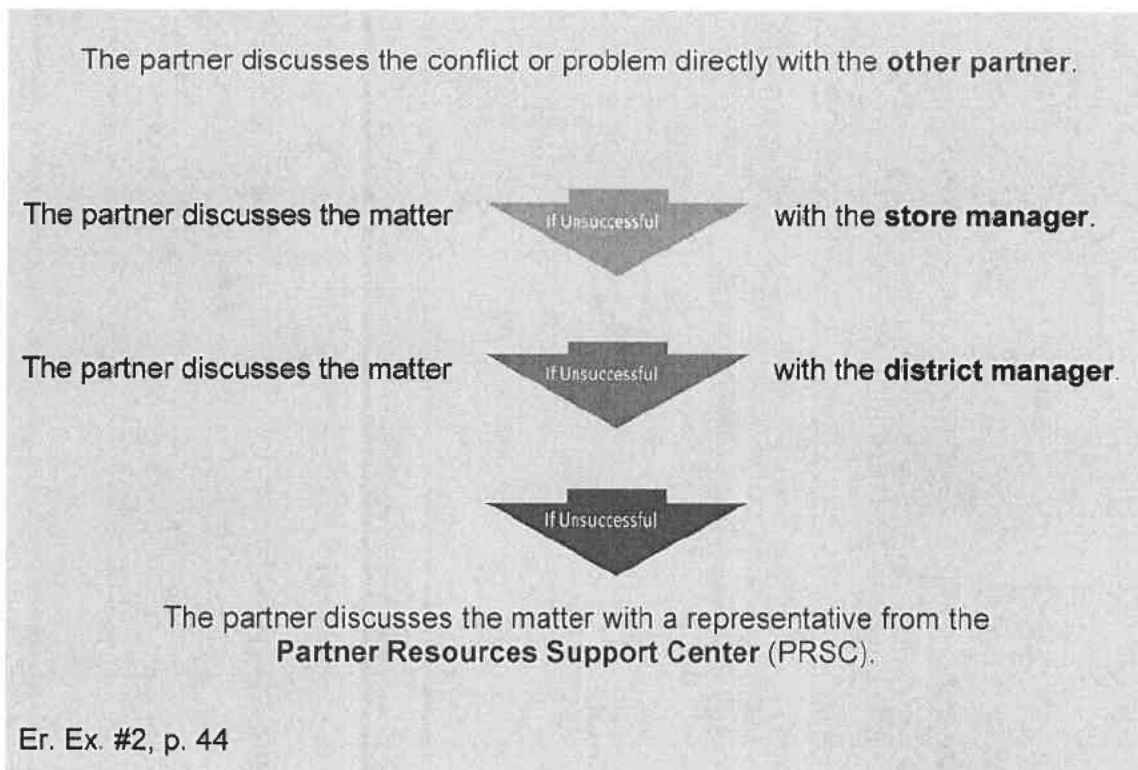 The partner discusses the conflict or problem directly with the other partner.
The partner discusses the matter If Unsuccessful with the store manager.
The partner discusses the matter If Unsuccessful with the district manager.
If Unsuccessful
The partner discusses the matter with a representative from the
Partner Resources Support Center (PRSC).
Er. Ex. #2, p. 44